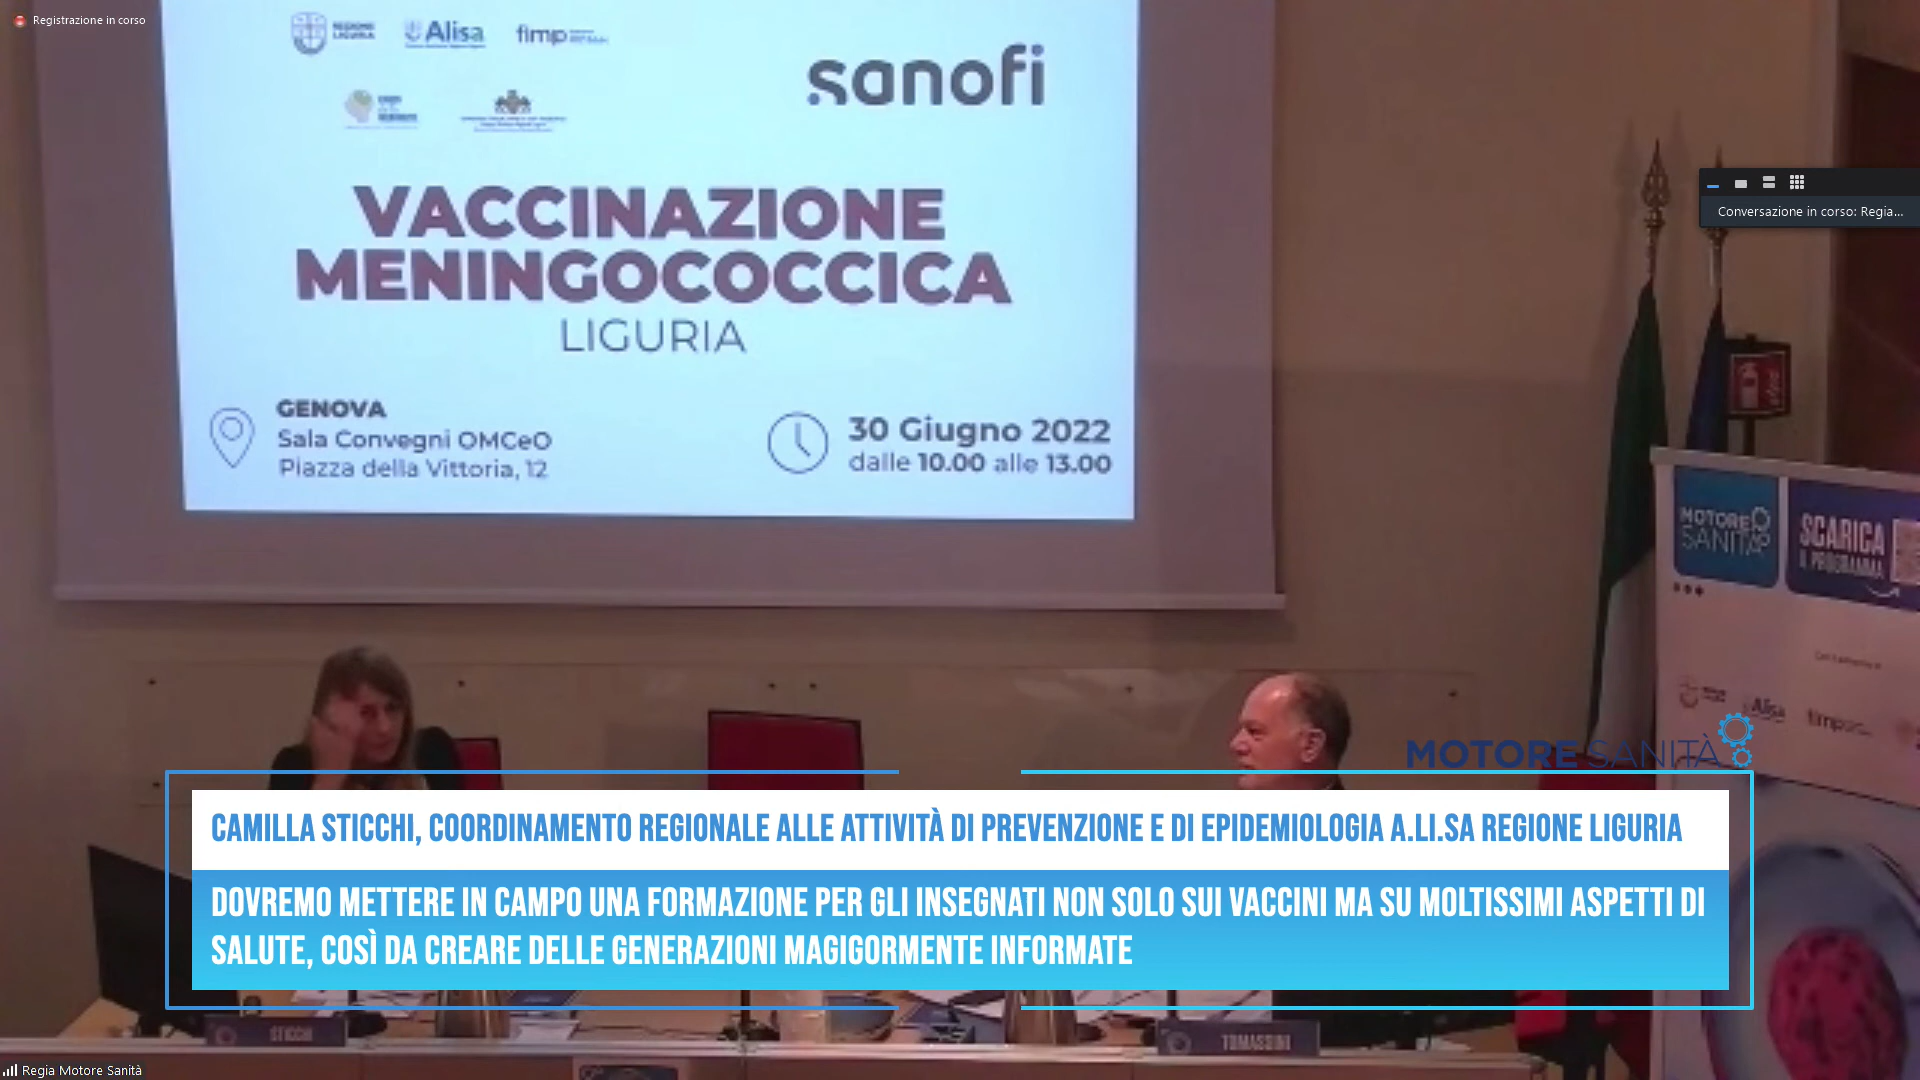 Registrazione in corso
REGIONE
LIGURIA
Alisa
fimp
sanofi
VACCINAZIONE
MENINGOCOCCICA
LIGURIA
GENOVA
Sala Convegni OMCeO
Piazza della Vittoria, 12
30 Giugno 2022
dalle 10.00 alle 13.00
Conversazione in corso: Regia...
MOTORE
SANITÀ
SCARICA
IL PROGRAMMA
Alisa
fimp
MOTORE SANITÀ
CAMILLA STICCHI, COORDINAMENTO REGIONALE ALLE ATTIVITÀ DI PREVENZIONE E DI EPIDEMIOLOGIA A.LI.SA REGIONE LIGURIA
DOVREMO METTERE IN CAMPO UNA FORMAZIONE PER GLI INSEGNATI NON SOLO SUI VACCINI MA SU MOLTISSIMI ASPETTI DI
SALUTE, COSÌ DA CREARE DELLE GENERAZIONI MAGIGORMENTE INFORMATE
STICCHI
TOMASSINI
Regia Motore Sanità